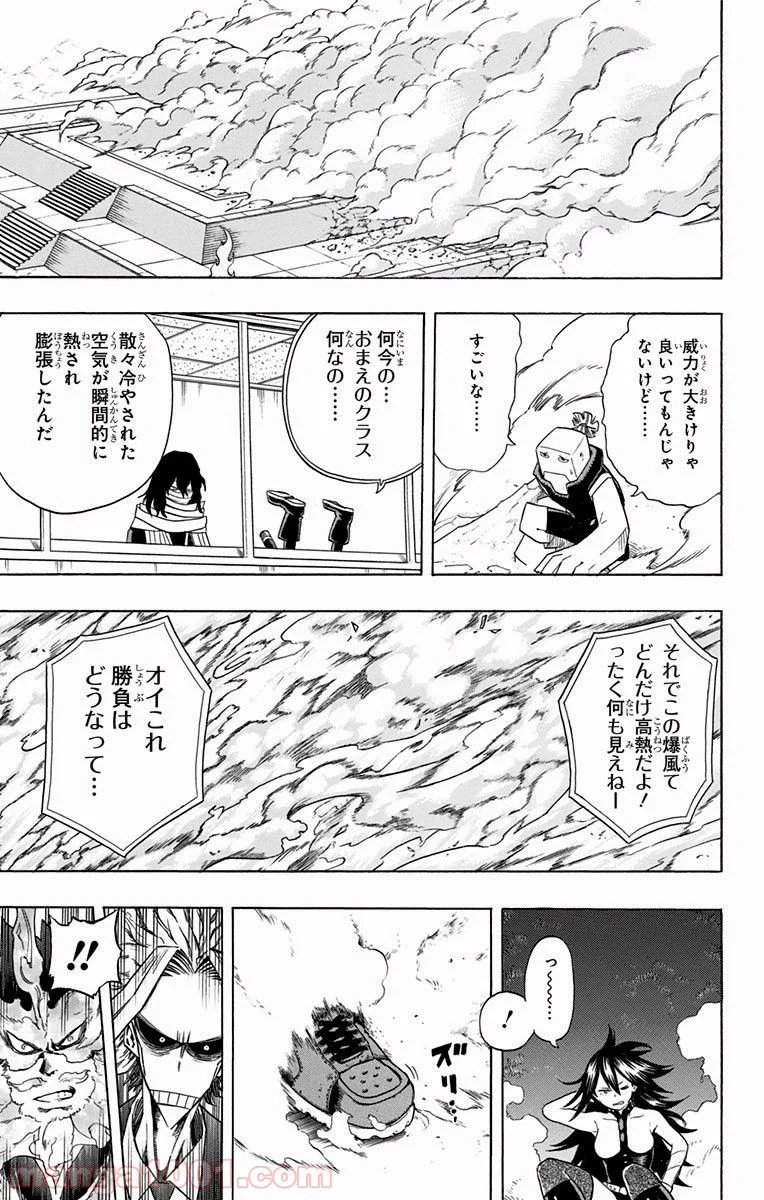 威力が大きけりゃ
良いってもんじゃ
ないけど……
すごいな……
何今の…
おまえのクラス
何なの……
散々冷やされた
空気が瞬間的に
熱され
膨張したんだ
それでこの爆風て
どんだけ高熱だよ！
ったく何も見えねー
オイこれ
勝負は
どうなって…
っ～～～……
！
ズリ…
!!
manga1001.com